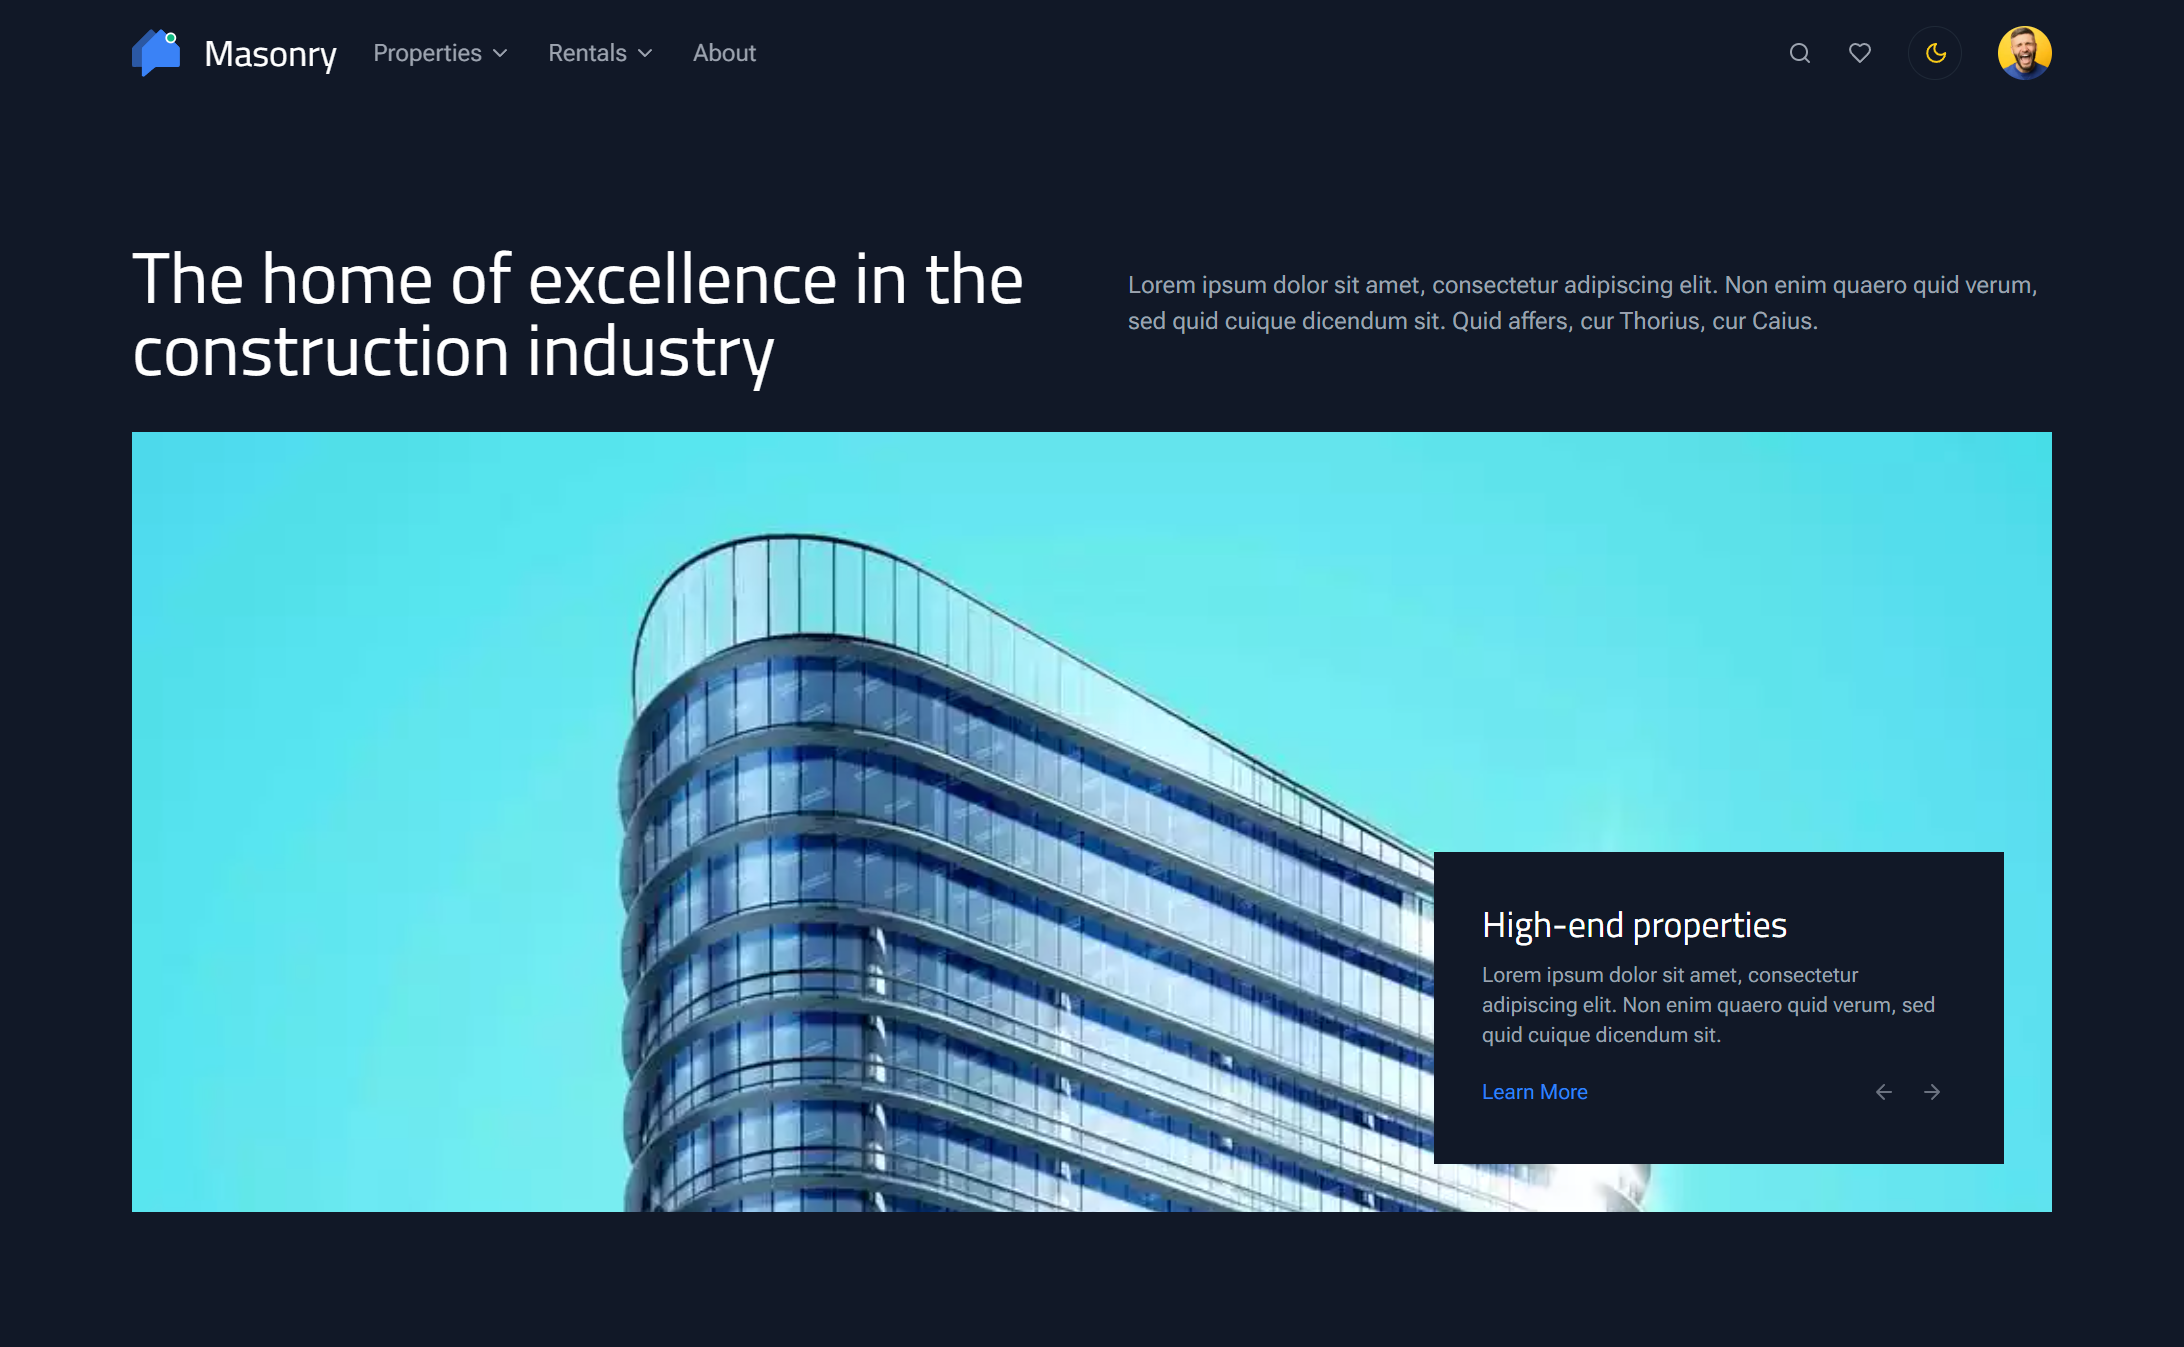 Masonry
Properties
Rentals
About
The home of excellence in the
construction industry
Lorem ipsum dolor sit amet, consectetur adipiscing elit. Non enim quaero quid verum,
sed quid cuique dicendum sit. Quid affers, cur Thorius, cur Caius.
High-end properties
Lorem ipsum dolor sit amet, consectetur
adipiscing elit. Non enim quaero quid verum, sed
quid cuique dicendum sit.
Learn More